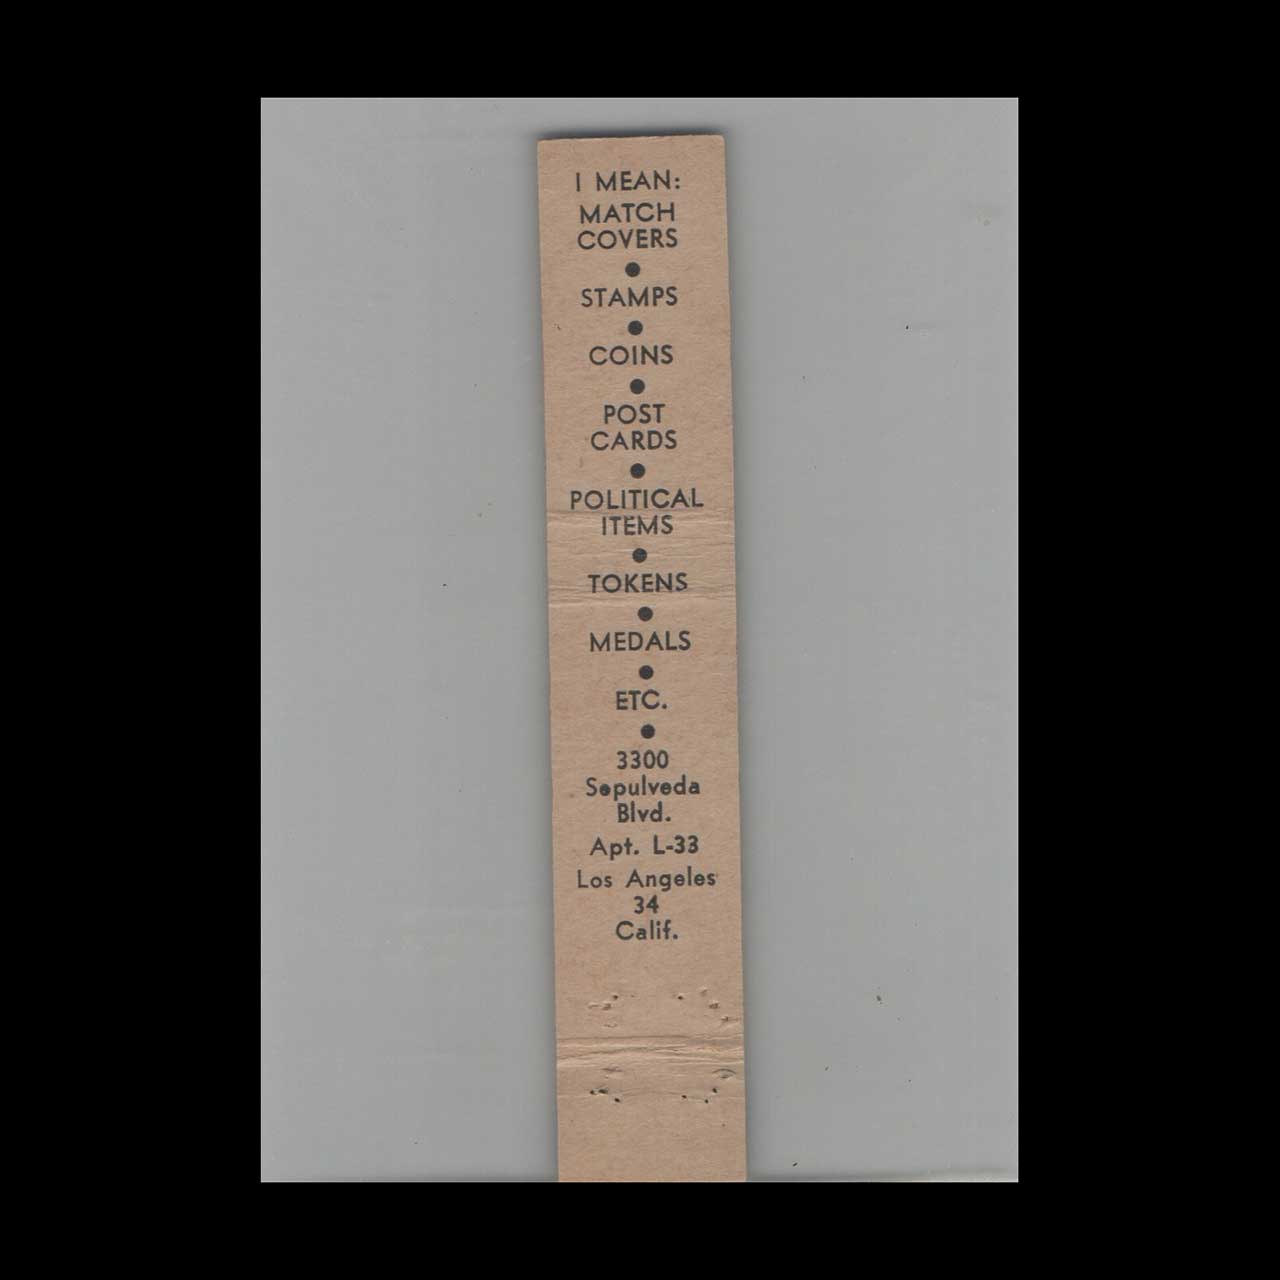 I MEAN:
MATCH
COVERS
●
STAMPS
●
COINS
●
POST
CARDS
●
POLITICAL
ITEMS
●
TOKENS
●
MEDALS
●
ETC.
●
3300
Sepulveda
Blvd.
Apt. L-33
Los Angeles
34
Calif.